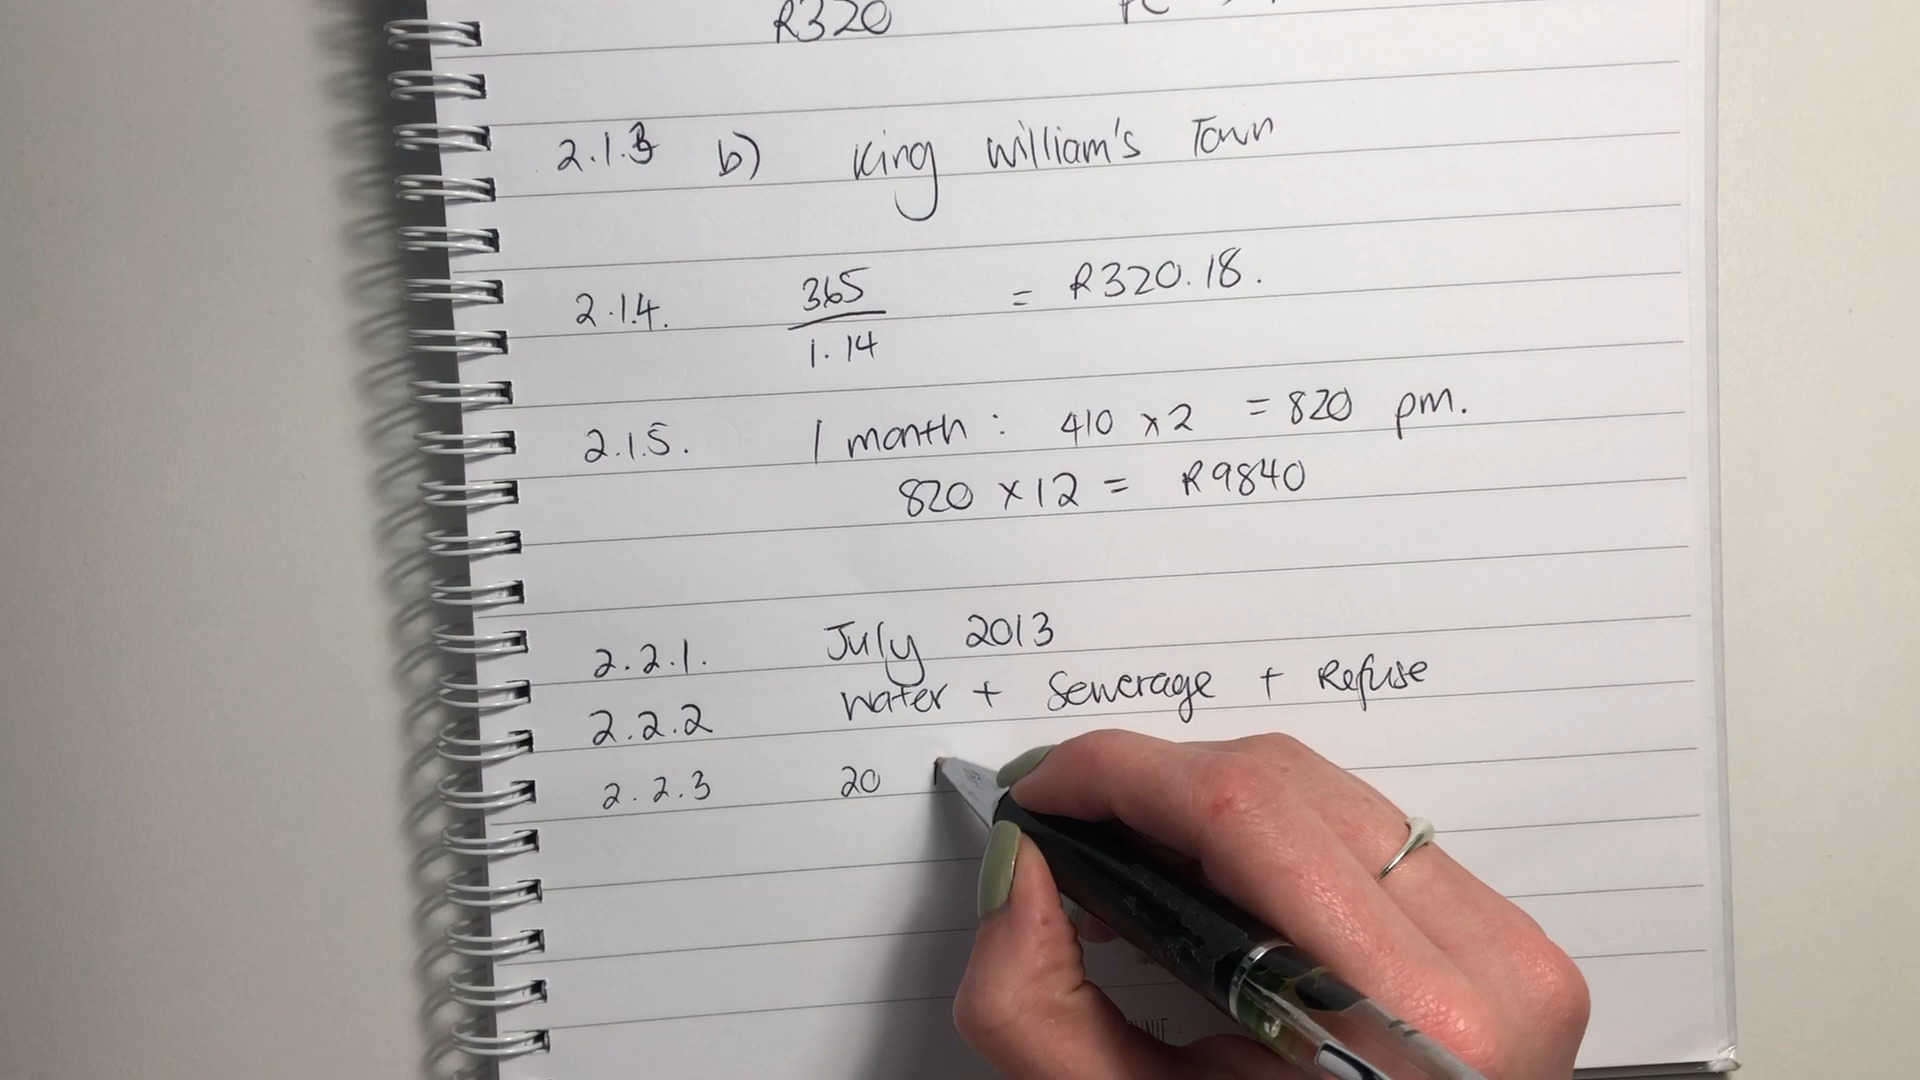 R320
2.1.3 b) King William's Town
2.1.4. 365 / 1.14 = R320.18.
2.1.5. 1 month : 410 x 2 = 820 pm.
820 x 12 = R9840
2.2.1. July 2013
2.2.2 Water + Sewerage + Refuse
2.2.3 20